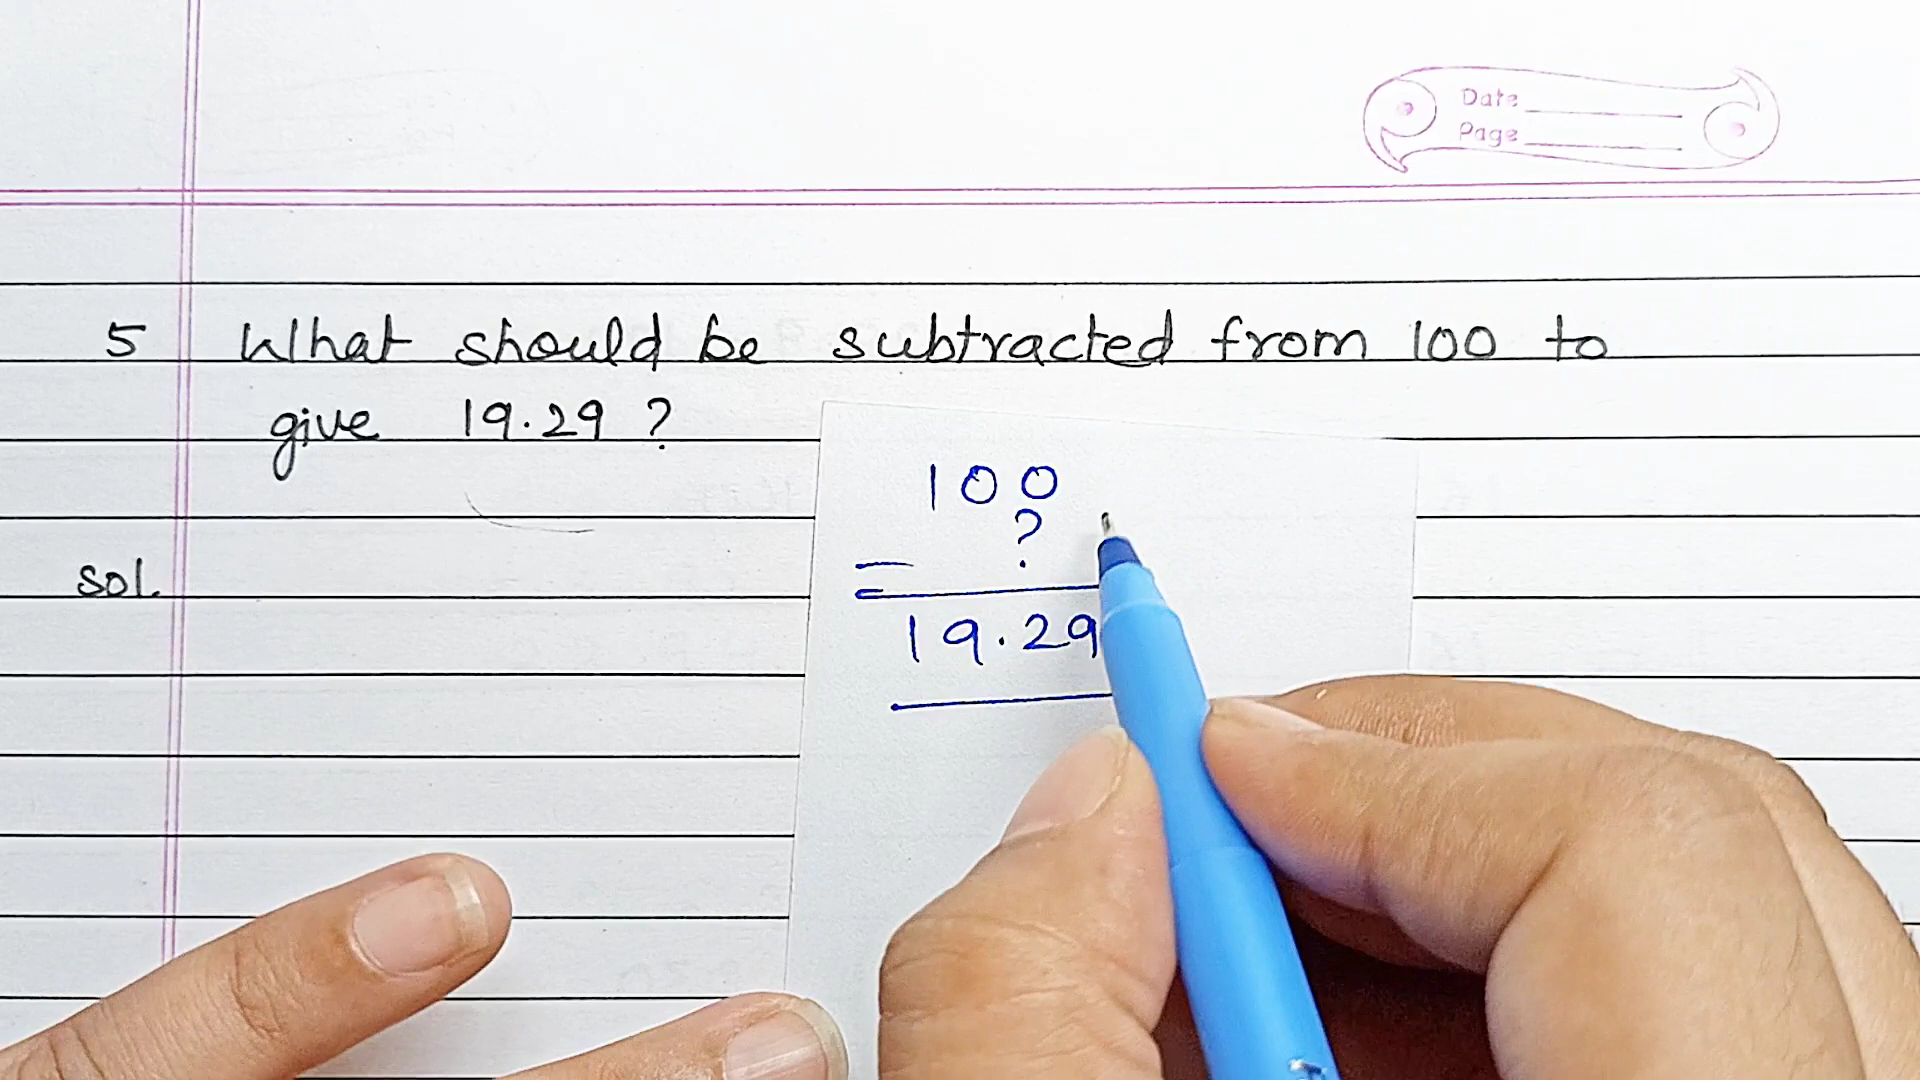 Date
Page
5 What should be subtracted from 100 to
give 19.29 ?
100
?
sol.
19.29